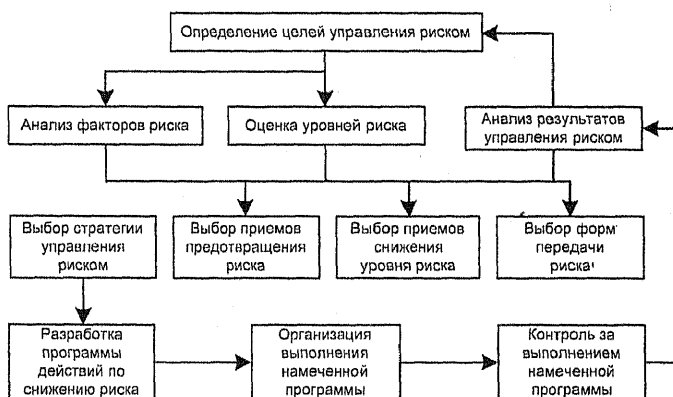 Определение целей управления риском
Анализ факторов риска
Оценка уровней риска
Анализ результатов
управления риском
Выбор стратегии
управления
риском
Выбор приемов
предотвращения
риска
Выбор приемов
снижения
уровня риска
Выбор форм
передачи
риска
Разработка
программы
действий по
снижению риска
Организация
выполнения
намеченной
программы
Контроль за
выполнением
намеченной
программы